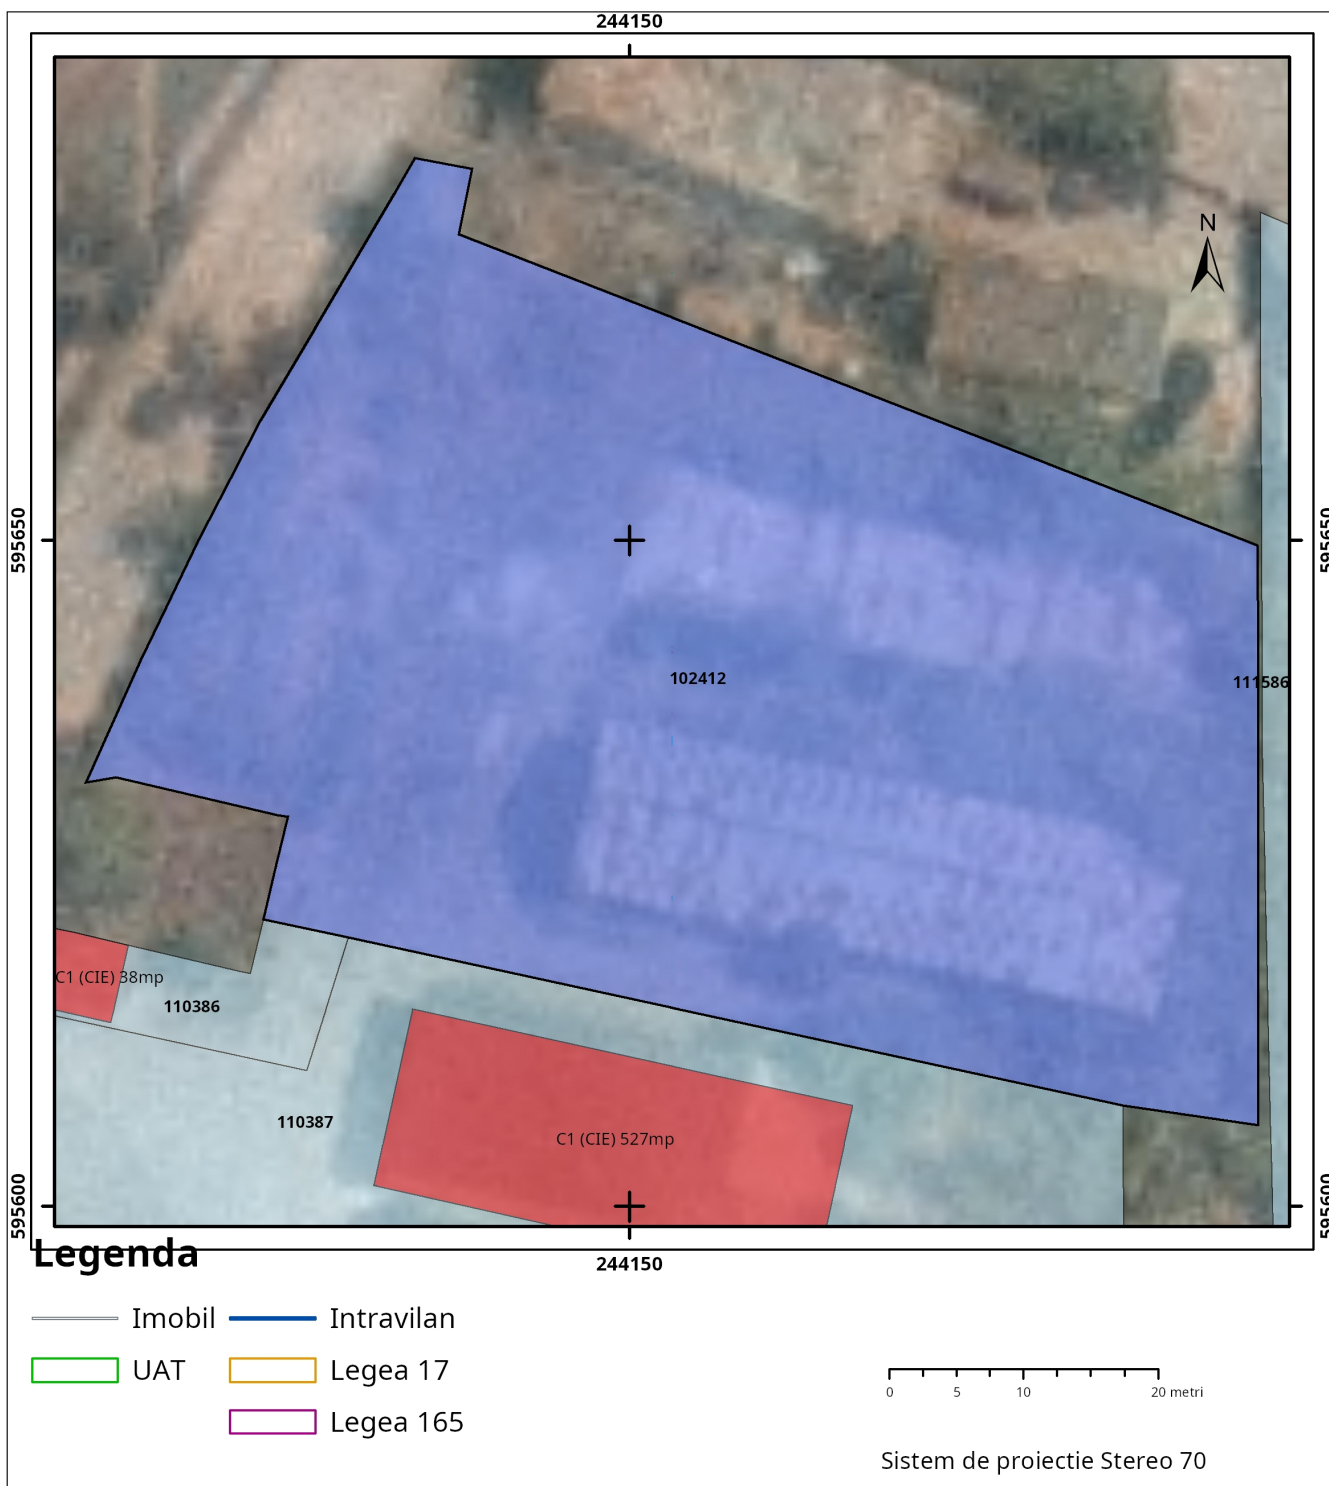 244150
N
595650
595650
102412
111586
C1 (CIE) 38mp
110386
110387
C1 (CIE) 527mp
595600
595600
244150
Legenda
Imobil
Intravilan
UAT
Legea 17
Legea 165
0 5 10 20 metri
Sistem de proiectie Stereo 70